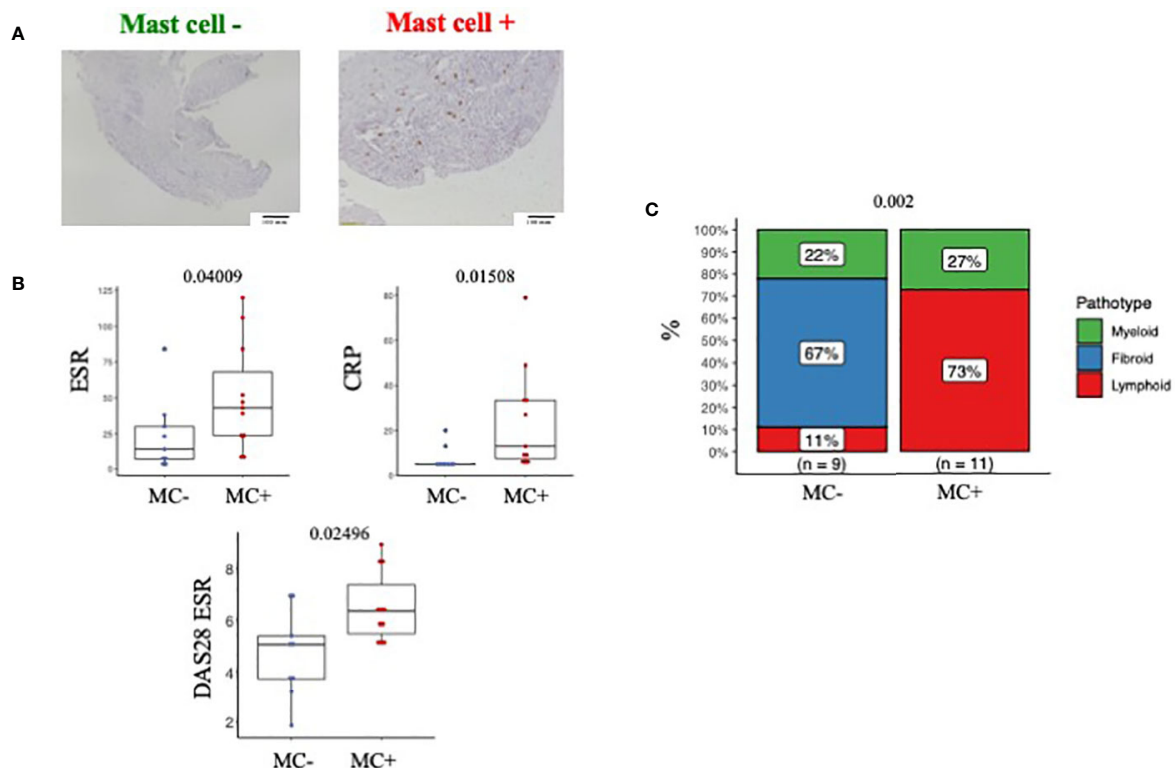 A
Mast cell -
Mast cell +
B
0.04009
ESR
125
100
75
50
25
0
MC-
MC+
0.01508
CRP
80
60
40
20
0
MC-
MC+
0.02496
DAS28 ESR
8
6
4
2
MC-
MC+
C
0.002
%
100%
90%
80%
70%
60%
50%
40%
30%
20%
10%
0%
22%
67%
11%
27%
73%
(n = 9)
(n = 11)
MC-
MC+
Pathotype
Myeloid
Fibroid
Lymphoid